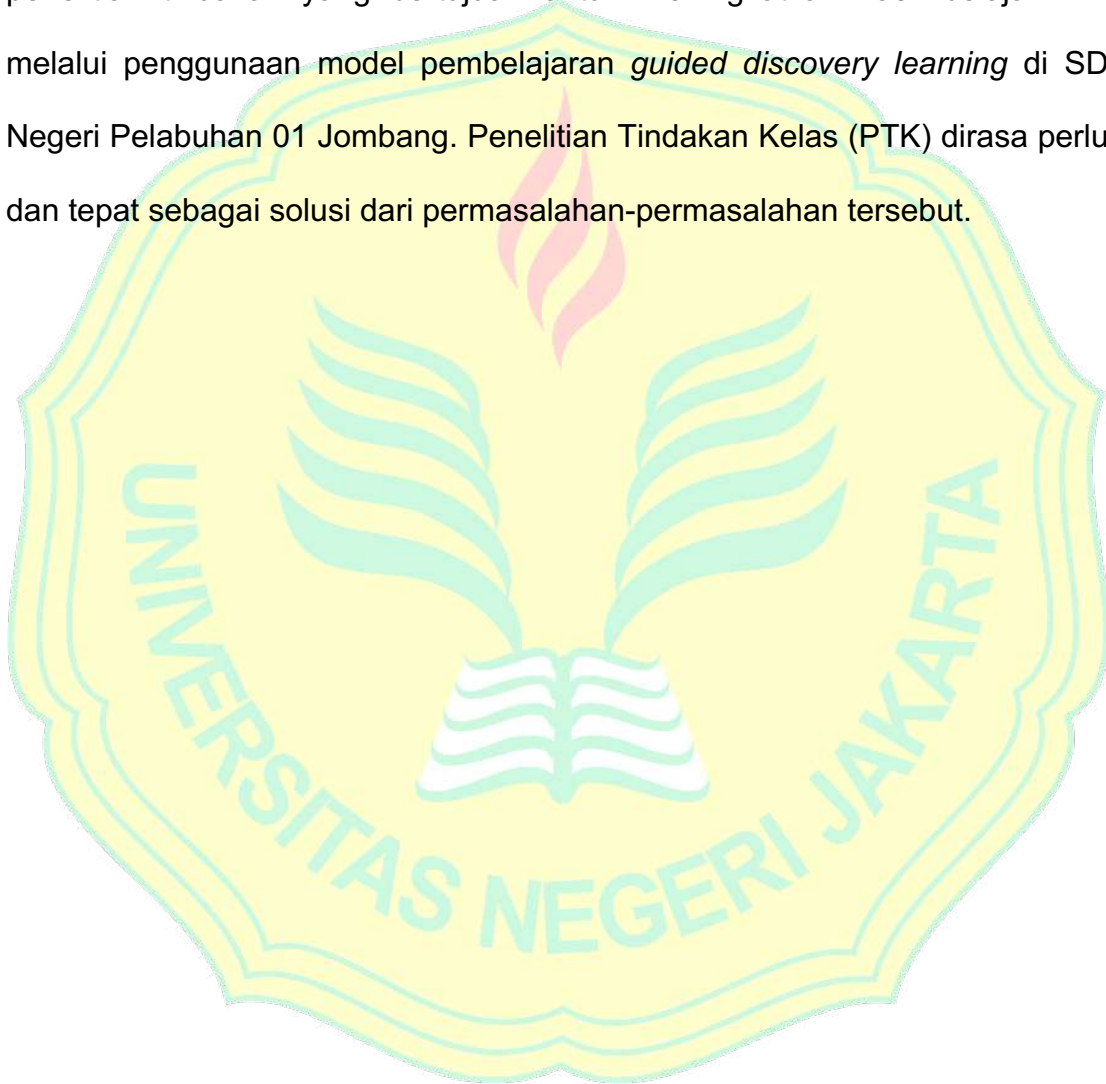 melalui penggunaan model pembelajaran guided discovery learning di SD
Negeri Pelabuhan 01 Jombang. Penelitian Tindakan Kelas (PTK) dirasa perlu
dan tepat sebagai solusi dari permasalahan-permasalahan tersebut.
UNIVERSITAS NEGERI JAKARTA